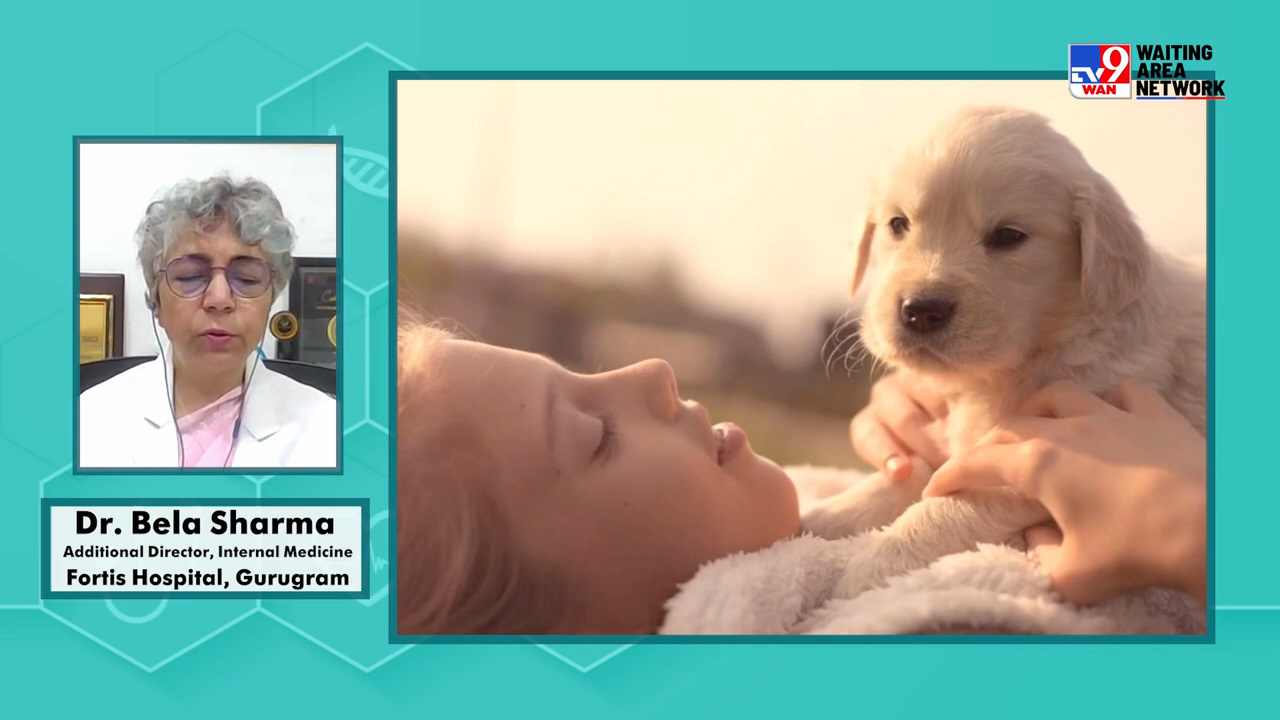 TV9
WAN
WAITING
AREA
NETWORK
Dr. Bela Sharma
Additional Director, Internal Medicine
Fortis Hospital, Gurugram